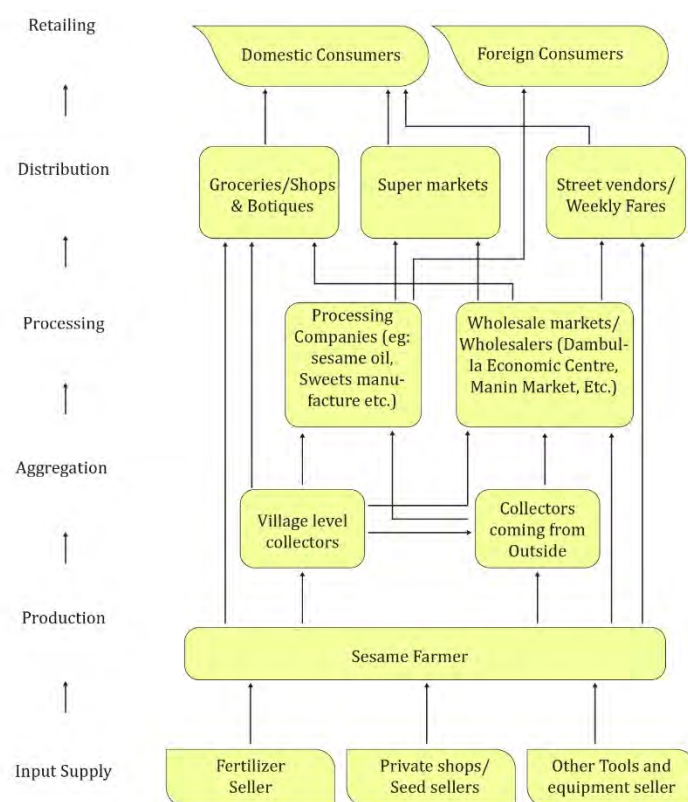 Retailing
Domestic Consumers
Foreign Consumers
Distribution
Groceries/Shops
& Botiques
Super markets
Street vendors/
Weekly Fares
Processing
Processing
Companies (eg:
sesame oil,
Sweets manu-
facture etc.)
Wholesale markets/
Wholesalers (Dambul-
la Economic Centre,
Manin Market, Etc.)
Aggregation
Village level
collectors
Collectors
coming from
Outside
Production
Sesame Farmer
Input Supply
Fertilizer
Seller
Private shops/
Seed sellers
Other Tools and
equipment seller